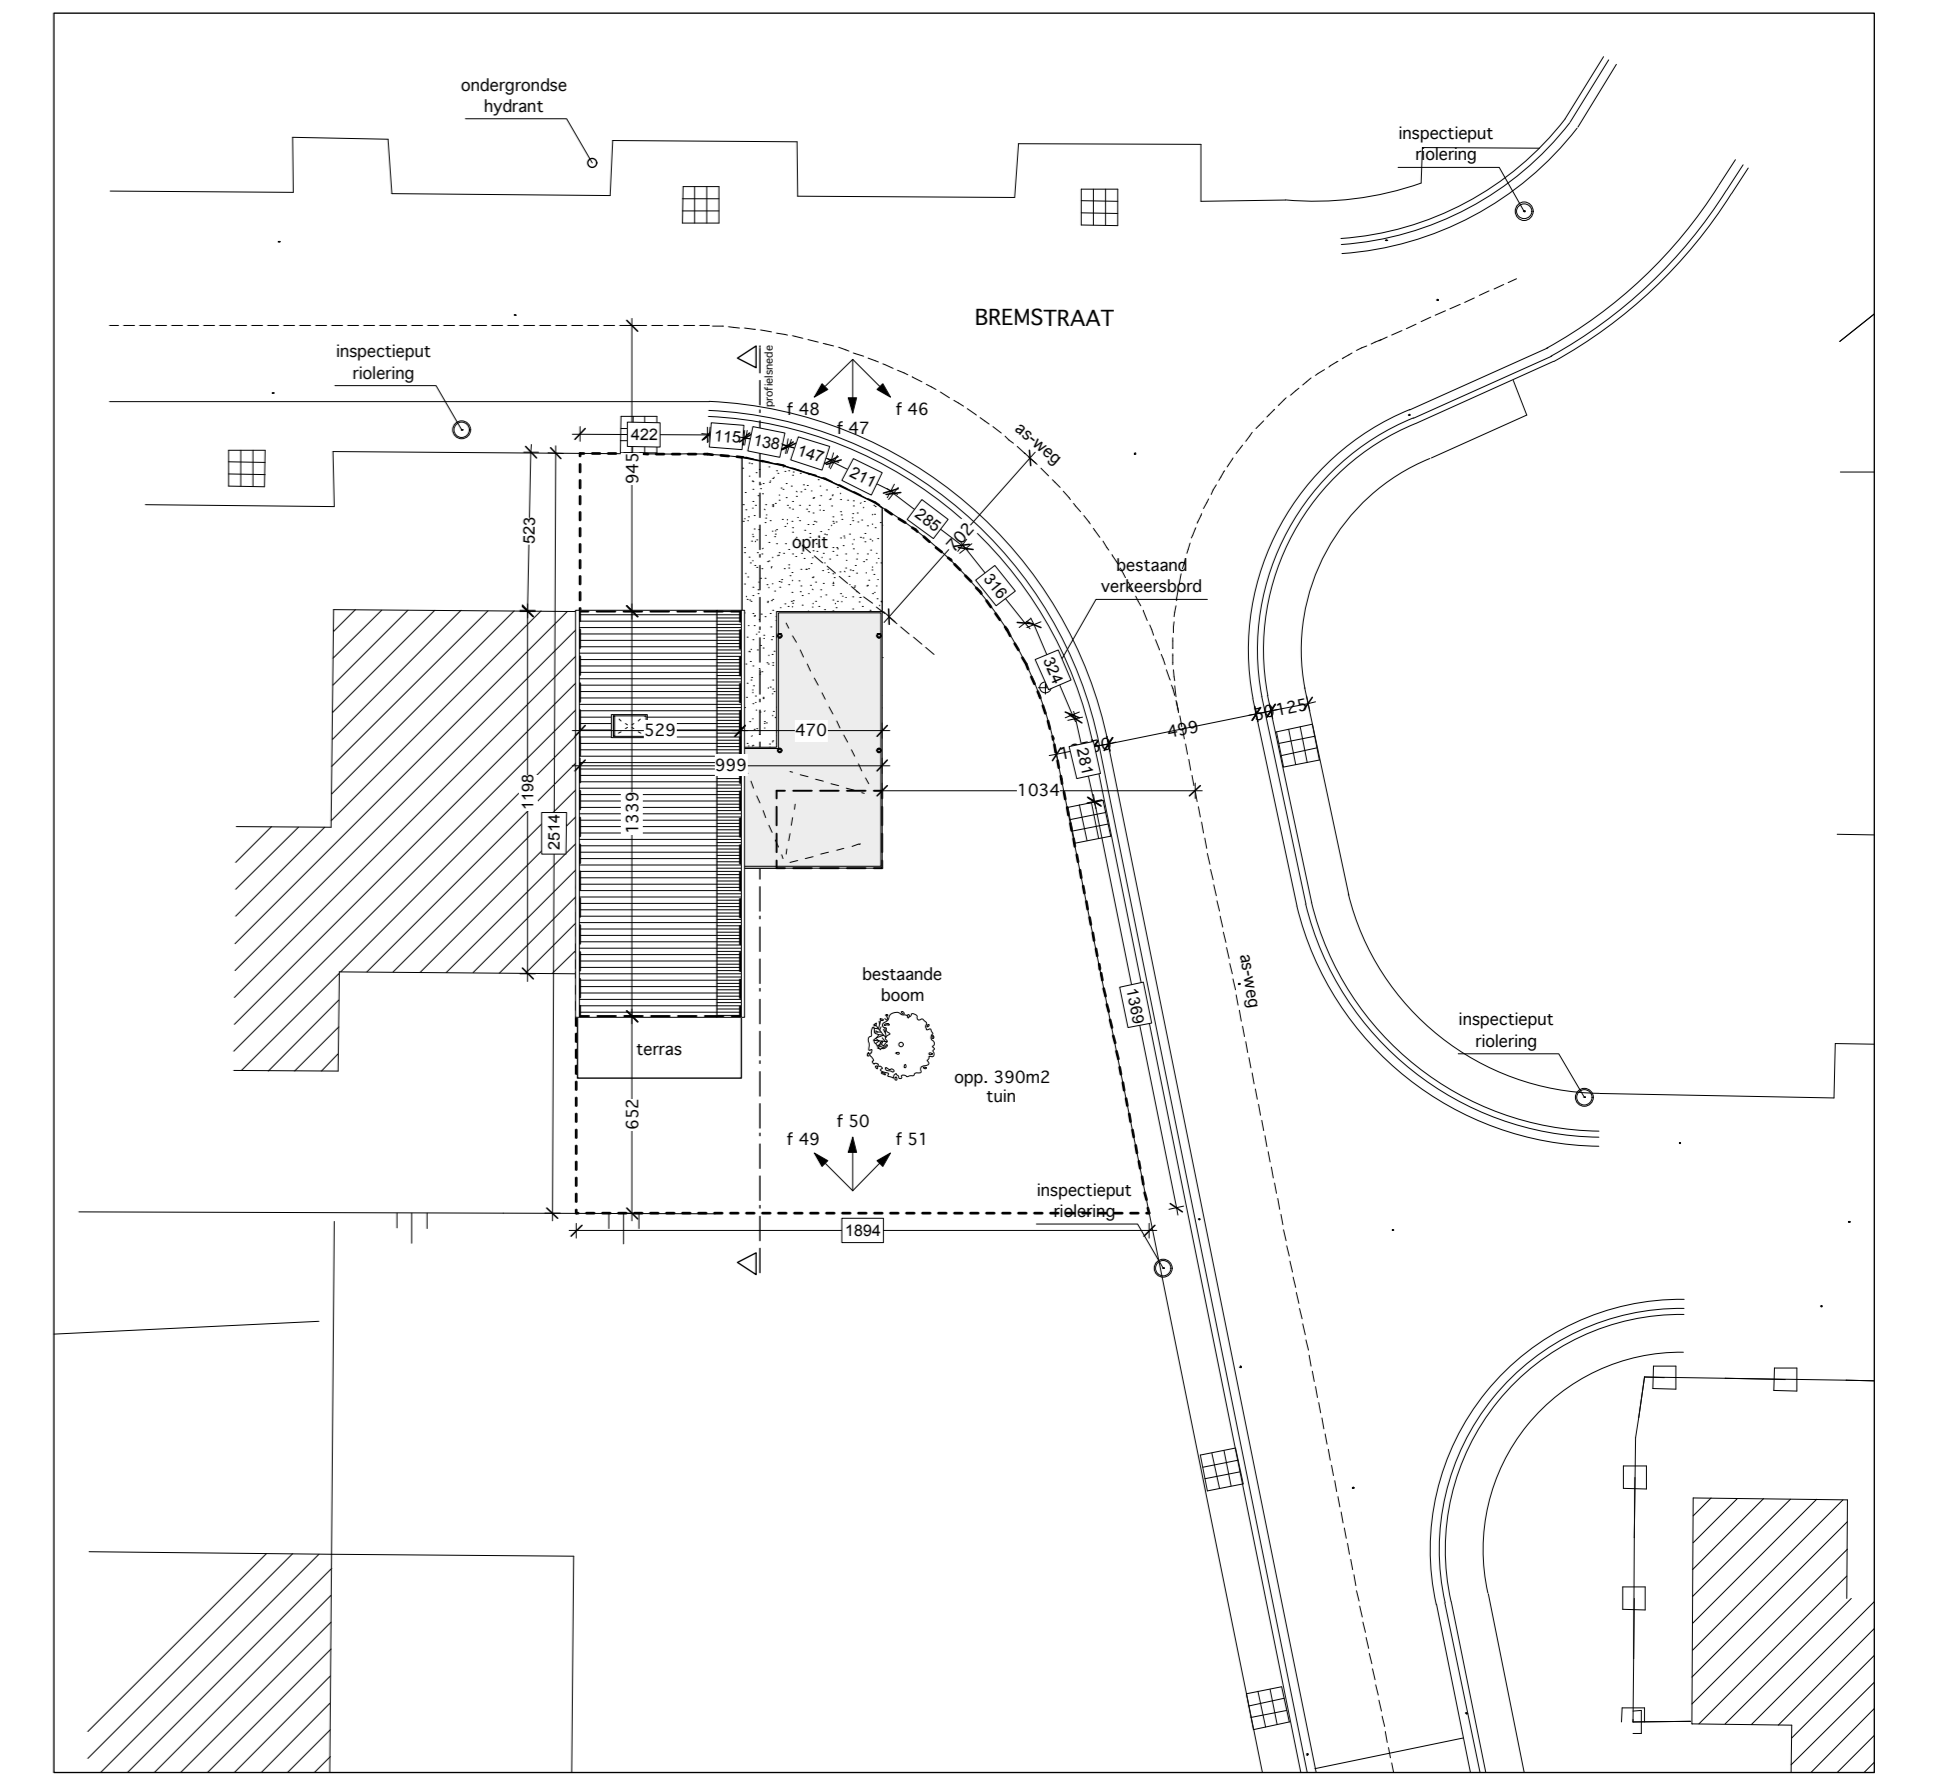 ondergrondse
hydrant
inspectieput
riolering
BREMSTRAAT
inspectieput
riolering
profielsnede
f 48
f 46
f 47
as-weg
422
115
138
147
211
285
316
324
281
945
523
oprit
bestaand
verkeersbord
125
499
529
470
999
1034
1198
2514
1339
as-weg
bestaande
boom
1369
inspectieput
riolering
terras
opp. 390m2
tuin
652
f 50
f 49
f 51
inspectieput
riolering
1894